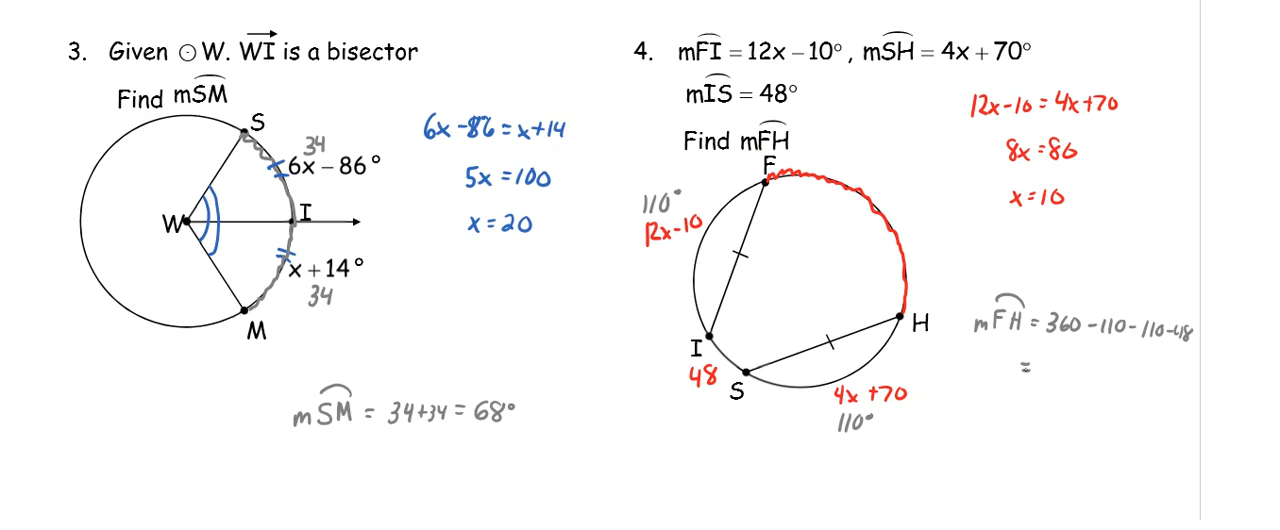 3. Given ⊙W. WI is a bisector
Find mSM
S
34
6x – 86°
W
I
x + 14°
34
M
6x - 86 = x + 14
5x = 100
x = 20
mSM = 34+34 = 68°
4. mFI = 12x – 10°, mSH = 4x + 70°
mIS = 48°
Find mFH
F
110°
12x-10
I
48
S
H
4x +70
110°
12x-10 = 4x+70
8x = 80
x = 10
mFH = 360 - 110 - 110 - 48
=